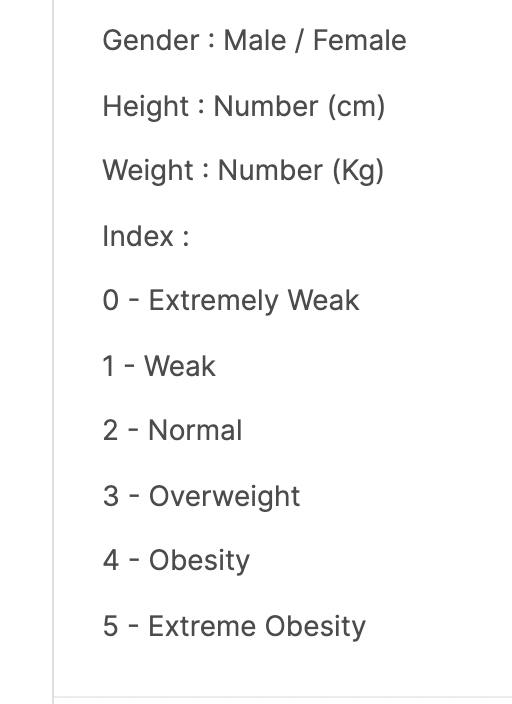 Gender : Male / Female
Height : Number (cm)
Weight : Number (Kg)
Index :
0 - Extremely Weak
1 - Weak
2 - Normal
3 - Overweight
4 - Obesity
5 - Extreme Obesity